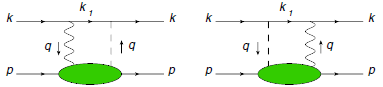 k k₁ k k k₁ k
q q q q
p p p p